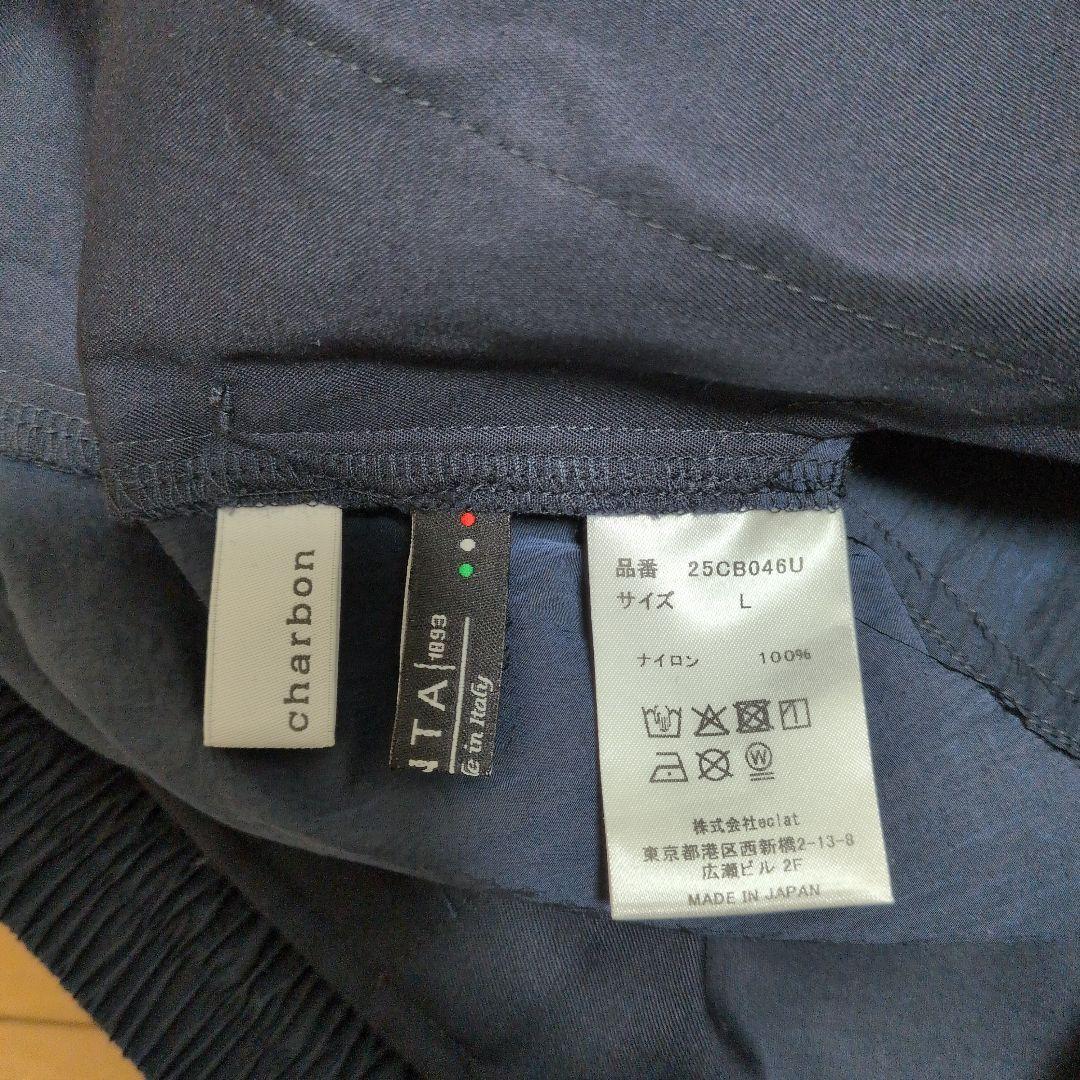 charbon
NTA 1893
e in Italy
品番 25CB046U
サイズ L
ナイロン 100%
W
株式会社eclat
東京都港区西新橋2-13-8
広瀬ビル 2F
MADE IN JAPAN